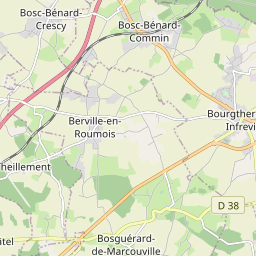 Bosc-Bénard-
Crescy
Bosc-Bénard-
Commin
Berville-en-
Roumois
Bourgther
Infrevi
heillement
D 38
tel
Bosguérard-
de-Marcouville